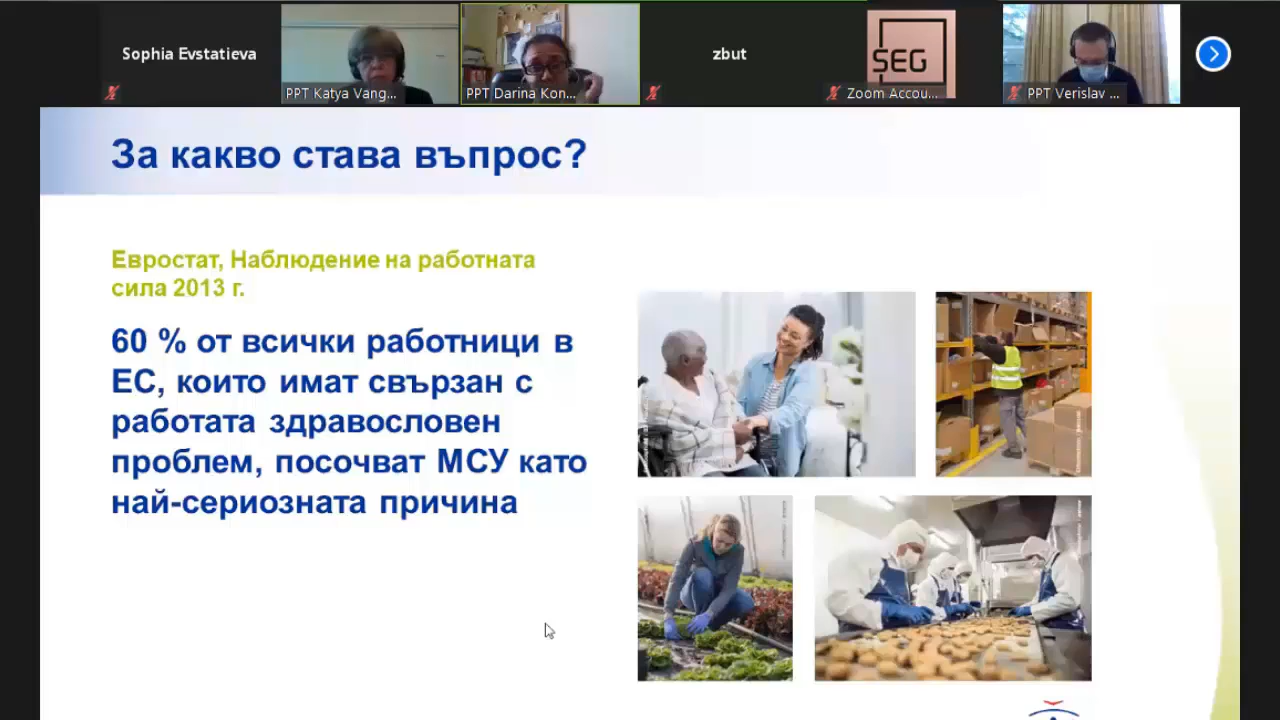 Sophia Evstatieva
PPT Katya Vang...
PPT Darina Kon...
zbut
ȘEG
Zoom Accou...
PPT Verislav ...
За какво става въпрос?
Евростат, Наблюдение на работната
сила 2013 г.
60 % от всички работници в
ЕС, които имат свързан с
работата здравословен
проблем, посочват МСУ като
най-сериозната причина